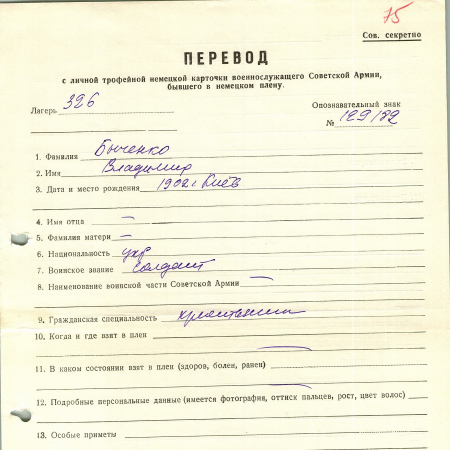 75
Сов. секретно
ПЕРЕВОД
с личной трофейной немецкой карточки военнослужащего Советской Армии,
бывшего в немецком плену.
Лагерь 326
Опознавательный знак
№ 129182
1. Фамилия Быченко
2. Имя Владимир
3. Дата и место рождения 1902 г Киев
4. Имя отца —
5. Фамилия матери —
6. Национальность укр
7. Воинское звание солдат
8. Наименование воинской части Советской Армии —
9. Гражданская специальность крестьянин
10. Когда и где взят в плен
11. В каком состоянии взят в плен (здоров, болен, ранен)
12. Подробные персональные данные (имеется фотография, оттиск пальцев, рост, цвет волос)
13. Особые приметы